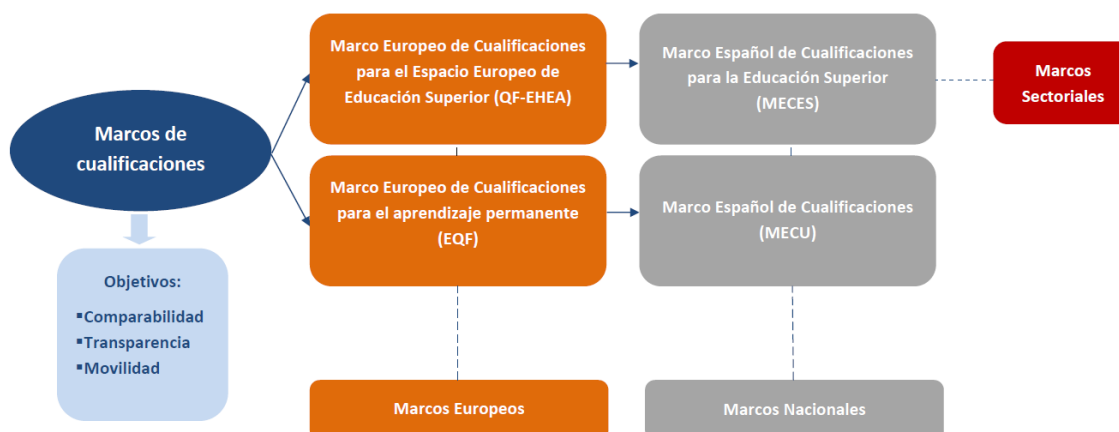 Marcos de
cualificaciones
Objetivos:
▪Comparabilidad
▪Transparencia
▪Movilidad
Marco Europeo de Cualificaciones
para el Espacio Europeo de
Educación Superior (QF-EHEA)
Marco Europeo de Cualificaciones
para el aprendizaje permanente
(EQF)
Marcos Europeos
Marco Español de Cualificaciones
para la Educación Superior
(MECES)
Marco Español de Cualificaciones
(MECU)
Marcos Nacionales
Marcos
Sectoriales